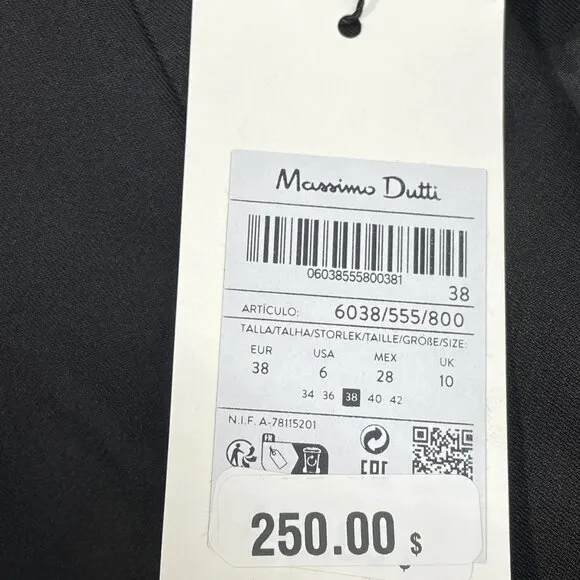 Massimo Dutti
06038555800381
38
ARTÍCULO: 6038/555/800
TALLA/TALHA/STORLEK/TAILLE/GRÖßE/SIZE:
EUR USA MEX UK
38 6 28 10
34 36 38 40 42
N.I.F. A-78115201
FR
EAC
250.00 $